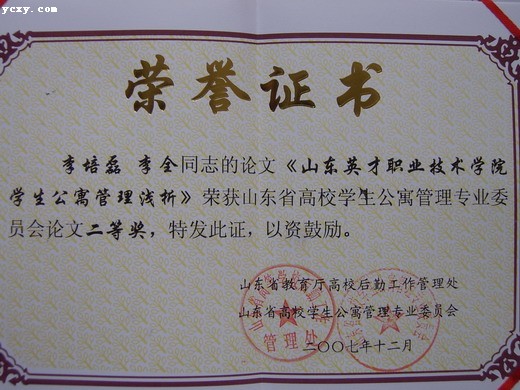 ycxy.com
荣誉证书
李培磊 李全同志的论文《山东英才职业技术学院
学生公寓管理浅析》荣获山东省高校学生公寓管理专业委
员会论文二等奖，特发此证，以资鼓励。
山东省教育厅高校后勤工作管理处
山东省高校学生公寓管理专业委员会
二〇〇七年十二月
管理处